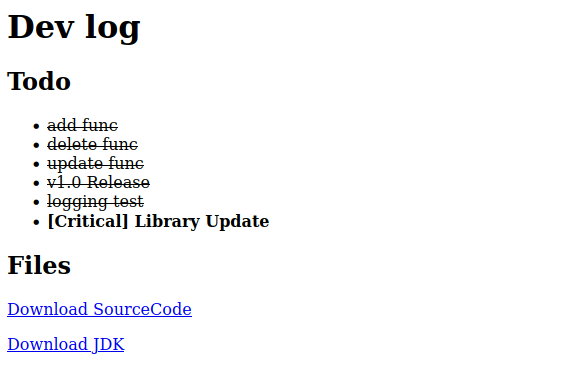 Dev log
Todo
add func
delete func
update func
v1.0 Release
logging test
[Critical] Library Update
Files
Download SourceCode
Download JDK